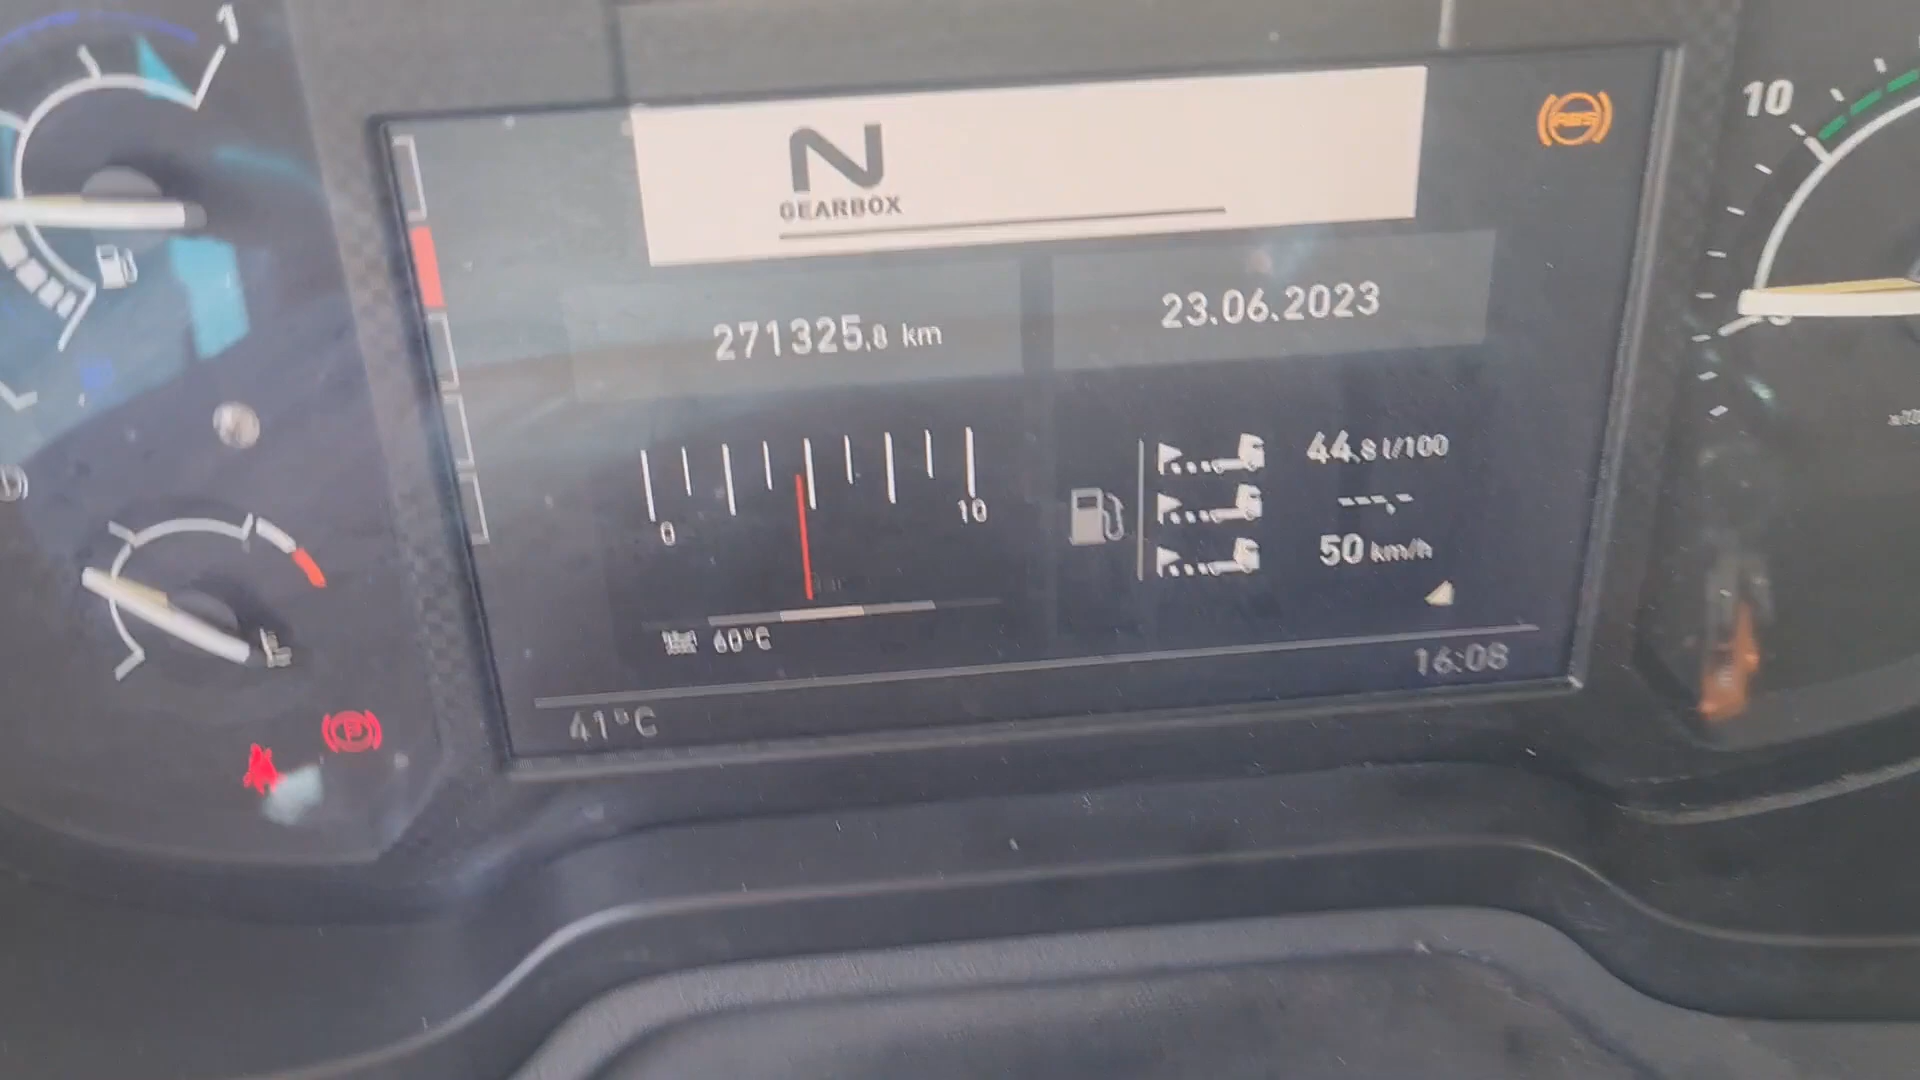 1
N
GEARBOX
ABS
10
271325,8 km
23.06.2023
0
10
44,8 l/100
---,-
50 km/h
60°C
16:08
41°C
P